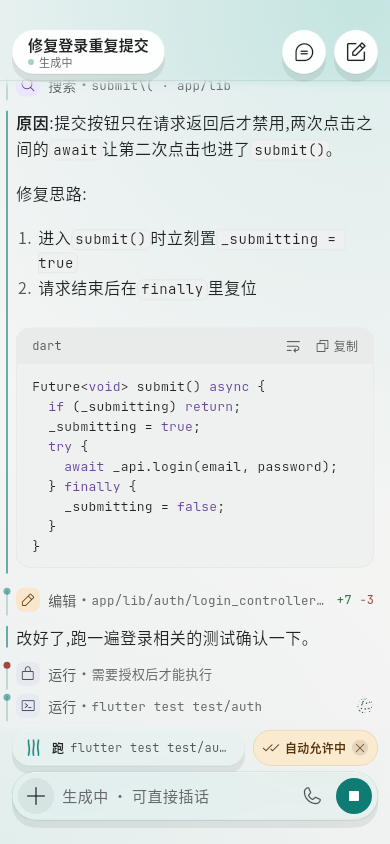 修复登录重复提交
生成中
搜索 · submit\( · app/lib
原因:提交按钮只在请求返回后才禁用,两次点击之
间的 await 让第二次点击也进了 submit()。
修复思路:
1. 进入 submit() 时立刻置 _submitting =
true
2. 请求结束后在 finally 里复位
dart
复制
Future<void> submit() async {
  if (_submitting) return;
  _submitting = true;
  try {
    await _api.login(email, password);
  } finally {
    _submitting = false;
  }
}
编辑 · app/lib/auth/login_controller… +7 -3
改好了,跑一遍登录相关的测试确认一下。
运行 · 需要授权后才能执行
运行 · flutter test test/auth
跑 flutter test test/au…
自动允许中
生成中 · 可直接插话